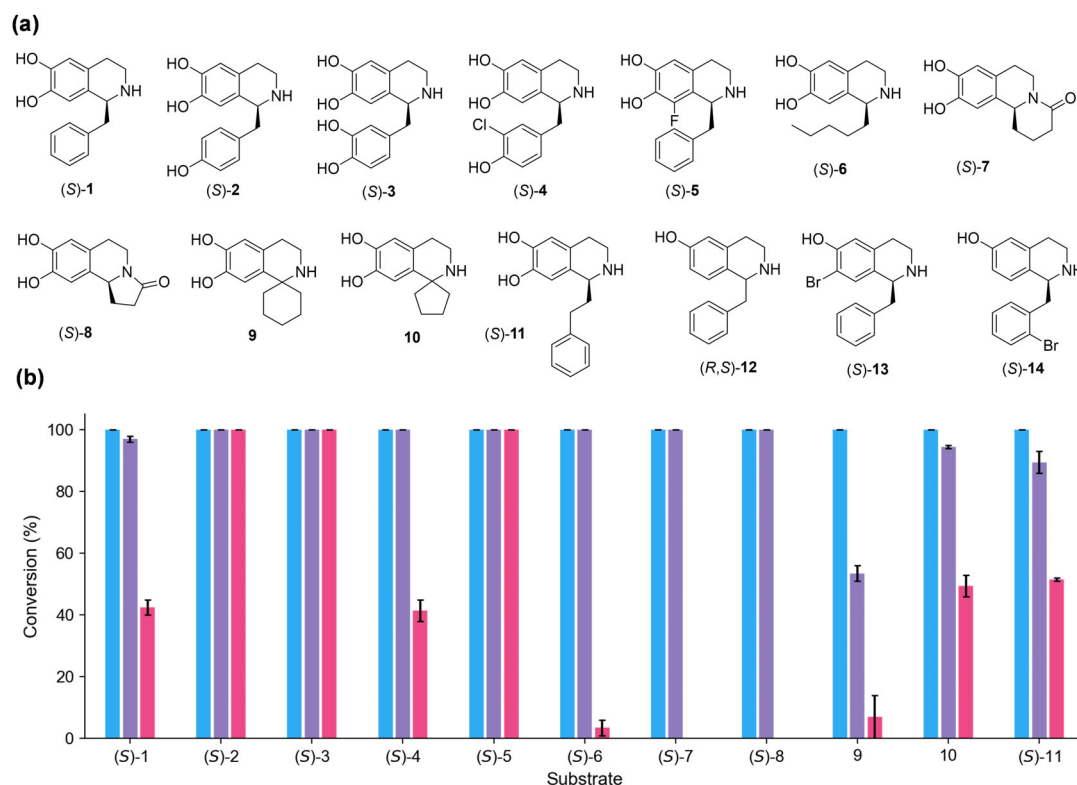 (a)
HO
HO
NH
(S)-1
HO
HO
NH
HO
(S)-2
HO
HO
NH
HO
HO
(S)-3
HO
HO
NH
Cl
HO
(S)-4
HO
HO
NH
F
(S)-5
HO
HO
NH
(S)-6
HO
HO
N
O
(S)-7
HO
HO
N
O
(S)-8
HO
HO
NH
9
HO
HO
NH
10
HO
HO
NH
(S)-11
HO
NH
(R,S)-12
HO
Br
NH
(S)-13
HO
NH
Br
(S)-14
(b)
Conversion (%)
100
80
60
40
20
0
(S)-1 (S)-2 (S)-3 (S)-4 (S)-5 (S)-6 (S)-7 (S)-8 9 10 (S)-11
Substrate